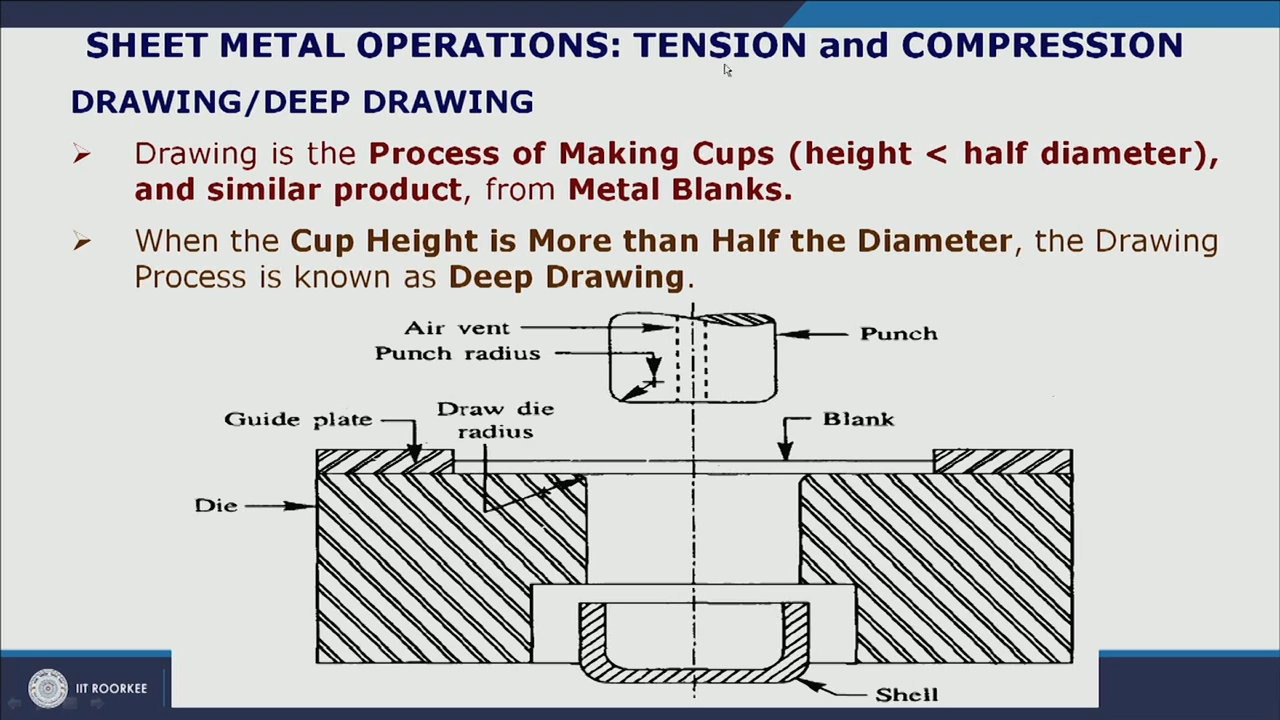 SHEET METAL OPERATIONS: TENSION and COMPRESSION
DRAWING/DEEP DRAWING
Drawing is the Process of Making Cups (height < half diameter),
and similar product, from Metal Blanks.
When the Cup Height is More than Half the Diameter, the Drawing
Process is known as Deep Drawing.
Air vent
Punch
Punch radius
Guide plate
Draw die
radius
Blank
Die
Shell
IIT ROORKEE